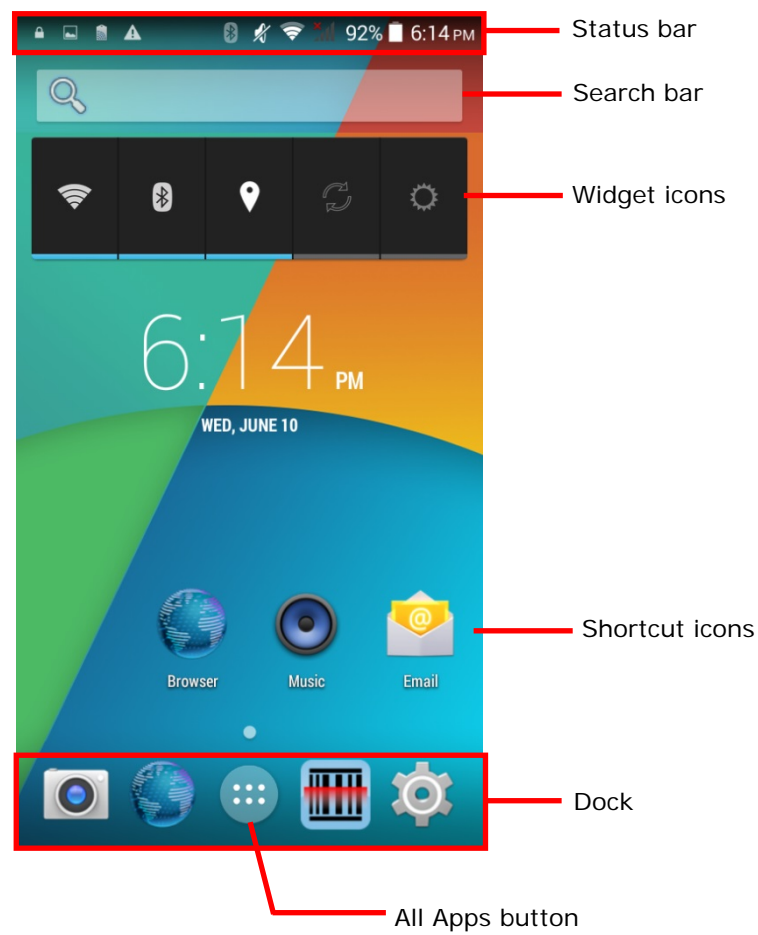 92% 6:14 PM
Status bar
Search bar
Widget icons
6:14 PM
WED, JUNE 10
Browser
Music
Email
Shortcut icons
Dock
All Apps button